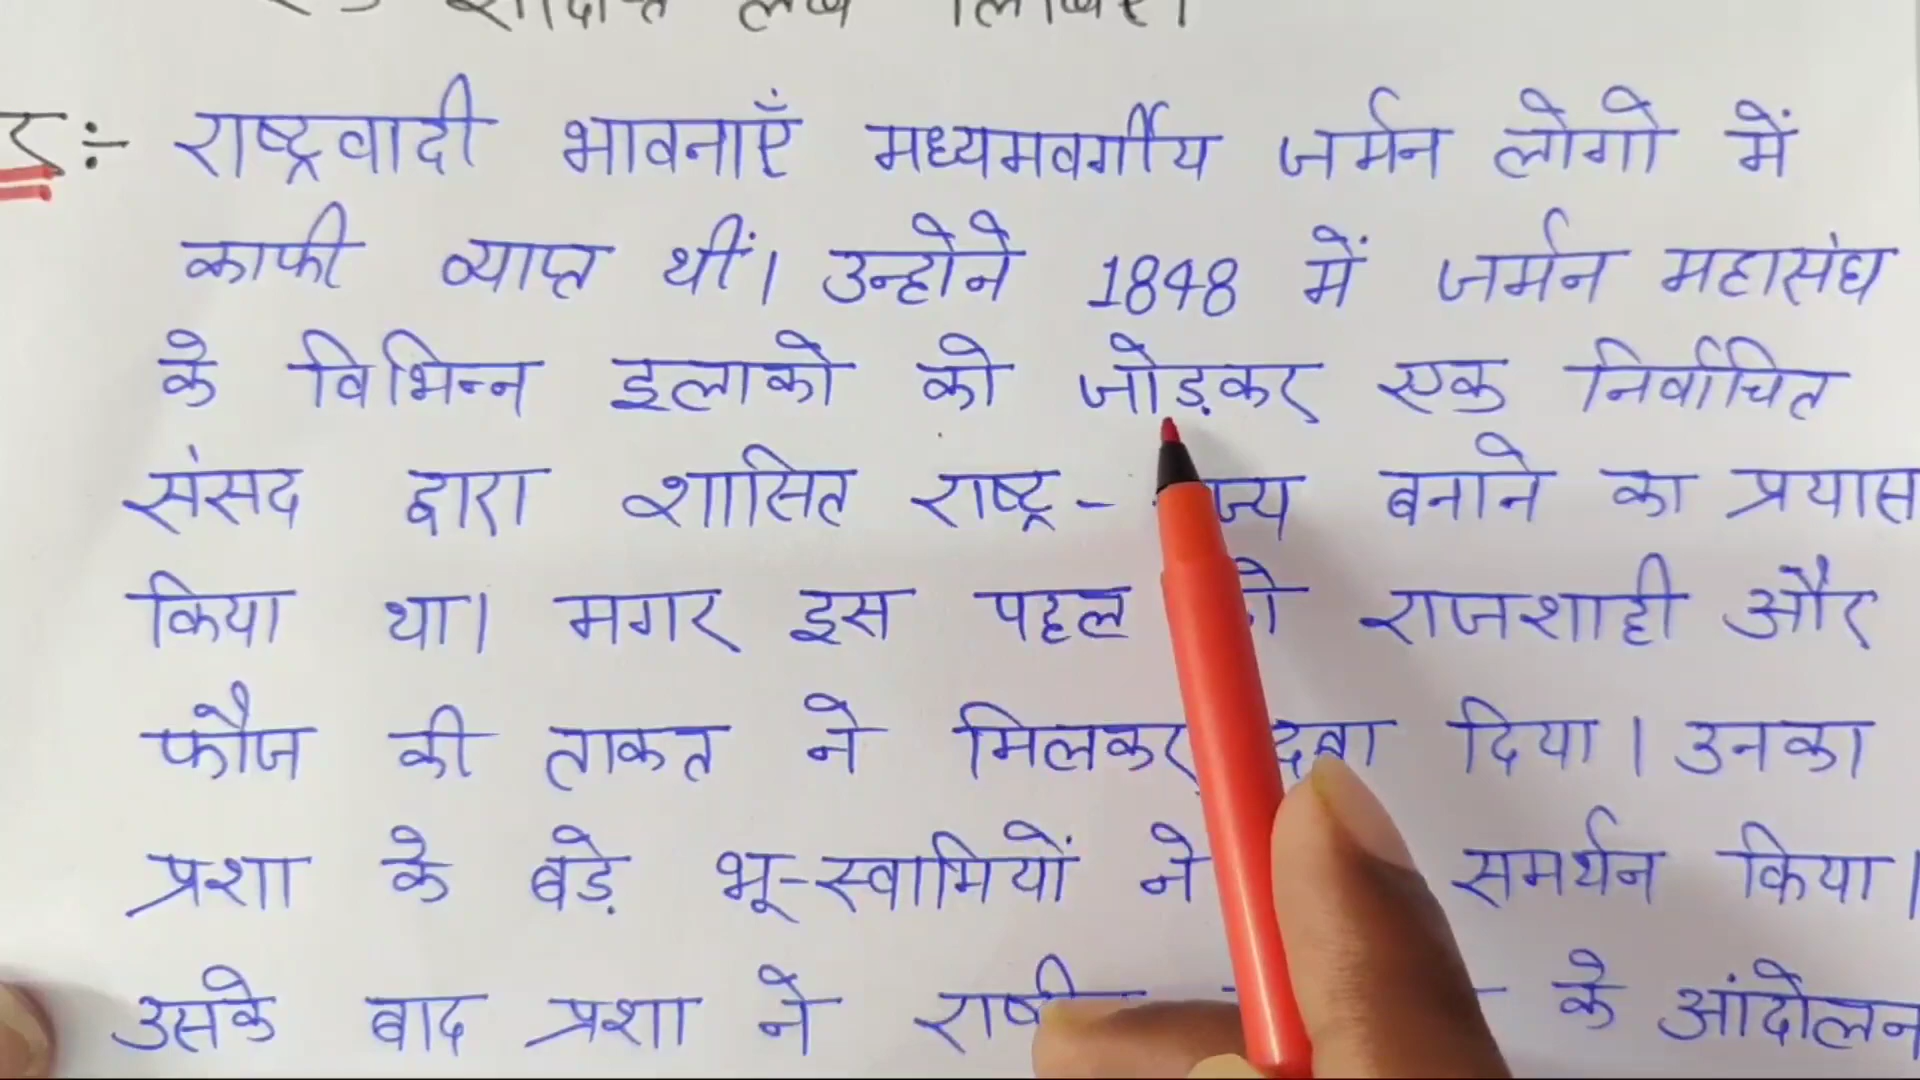 संक्षिप्त
र:- राष्ट्रवादी भावनाएँ मध्यमवर्गीय जर्मन लोगो में
काफी व्याप्त थीं। उन्होने 1848 में जर्मन महासंघ
के विभिन्न इलाको को जोड़कर एक निर्वाचित
संसद द्वारा शासित राष्ट्र- ज्य बनाने का प्रयास
किया था। मगर इस पहल राजशाही और
फौज की ताकत ने मिलकर दबा दिया। उनका
प्रशा के बड़े भू-स्वामियों ने समर्थन किया।
उसके बाद प्रशा ने के आंदोलन